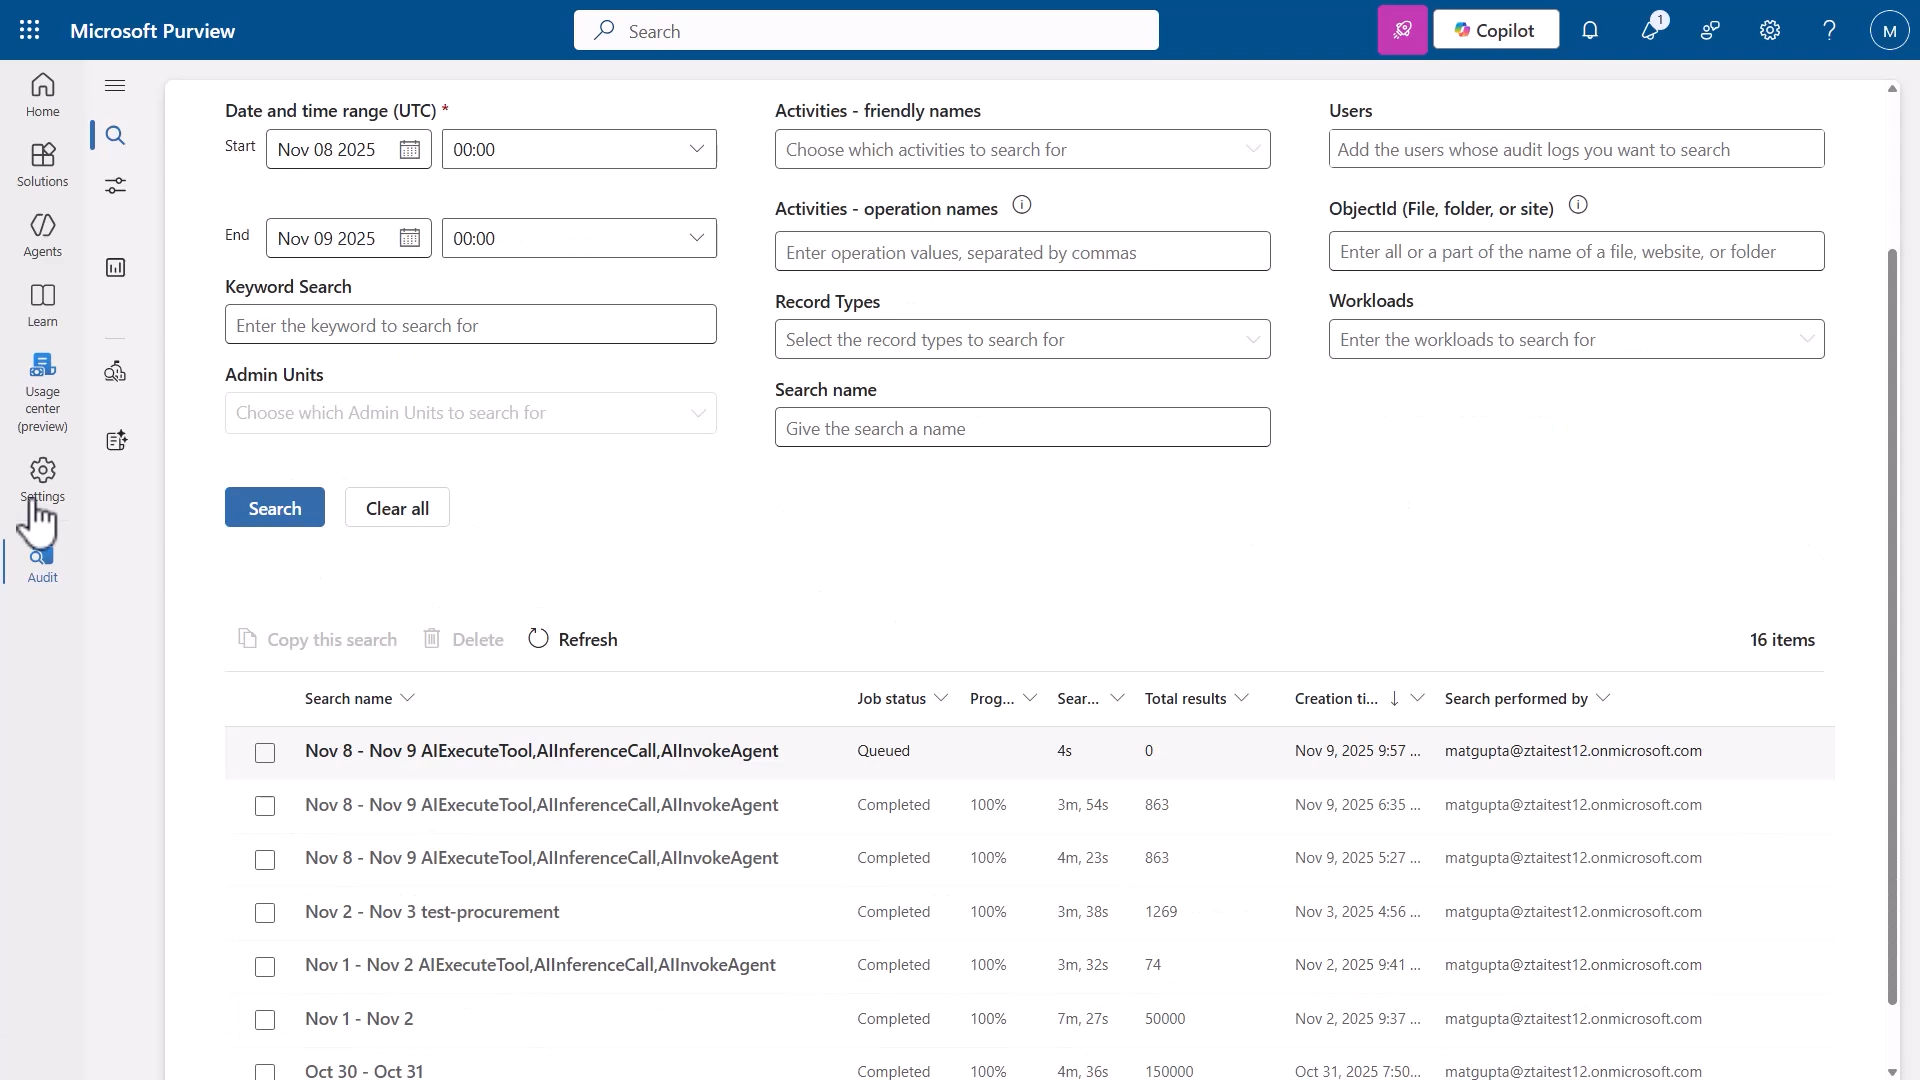 Microsoft Purview
Search
Copilot
1
M
Home
Solutions
Agents
Learn
Usage
center
(preview)
Settings
Audit
Date and time range (UTC) *
Start
Nov 08 2025
00:00
End
Nov 09 2025
00:00
Keyword Search
Enter the keyword to search for
Admin Units
Choose which Admin Units to search for
Activities - friendly names
Choose which activities to search for
Activities - operation names
Enter operation values, separated by commas
Record Types
Select the record types to search for
Search name
Give the search a name
Users
Add the users whose audit logs you want to search
ObjectId (File, folder, or site)
Enter all or a part of the name of a file, website, or folder
Workloads
Enter the workloads to search for
Search
Clear all
Copy this search Delete Refresh 16 items
Search name Job status Prog... Sear... Total results Creation ti... ↓ Search performed by
Nov 8 - Nov 9 AIExecuteTool,AIInferenceCall,AIInvokeAgent Queued 4s 0 Nov 9, 2025 9:57 ... matgupta@ztaitest12.onmicrosoft.com
Nov 8 - Nov 9 AIExecuteTool,AIInferenceCall,AIInvokeAgent Completed 100% 3m, 54s 863 Nov 9, 2025 6:35 ... matgupta@ztaitest12.onmicrosoft.com
Nov 8 - Nov 9 AIExecuteTool,AIInferenceCall,AIInvokeAgent Completed 100% 4m, 23s 863 Nov 9, 2025 5:27 ... matgupta@ztaitest12.onmicrosoft.com
Nov 2 - Nov 3 test-procurement Completed 100% 3m, 38s 1269 Nov 3, 2025 4:56 ... matgupta@ztaitest12.onmicrosoft.com
Nov 1 - Nov 2 AIExecuteTool,AIInferenceCall,AIInvokeAgent Completed 100% 3m, 32s 74 Nov 2, 2025 9:41 ... matgupta@ztaitest12.onmicrosoft.com
Nov 1 - Nov 2 Completed 100% 7m, 27s 50000 Nov 2, 2025 9:37 ... matgupta@ztaitest12.onmicrosoft.com
Oct 30 - Oct 31 Completed 100% 4m, 36s 150000 Oct 31, 2025 7:50... matgupta@ztaitest12.onmicrosoft.com